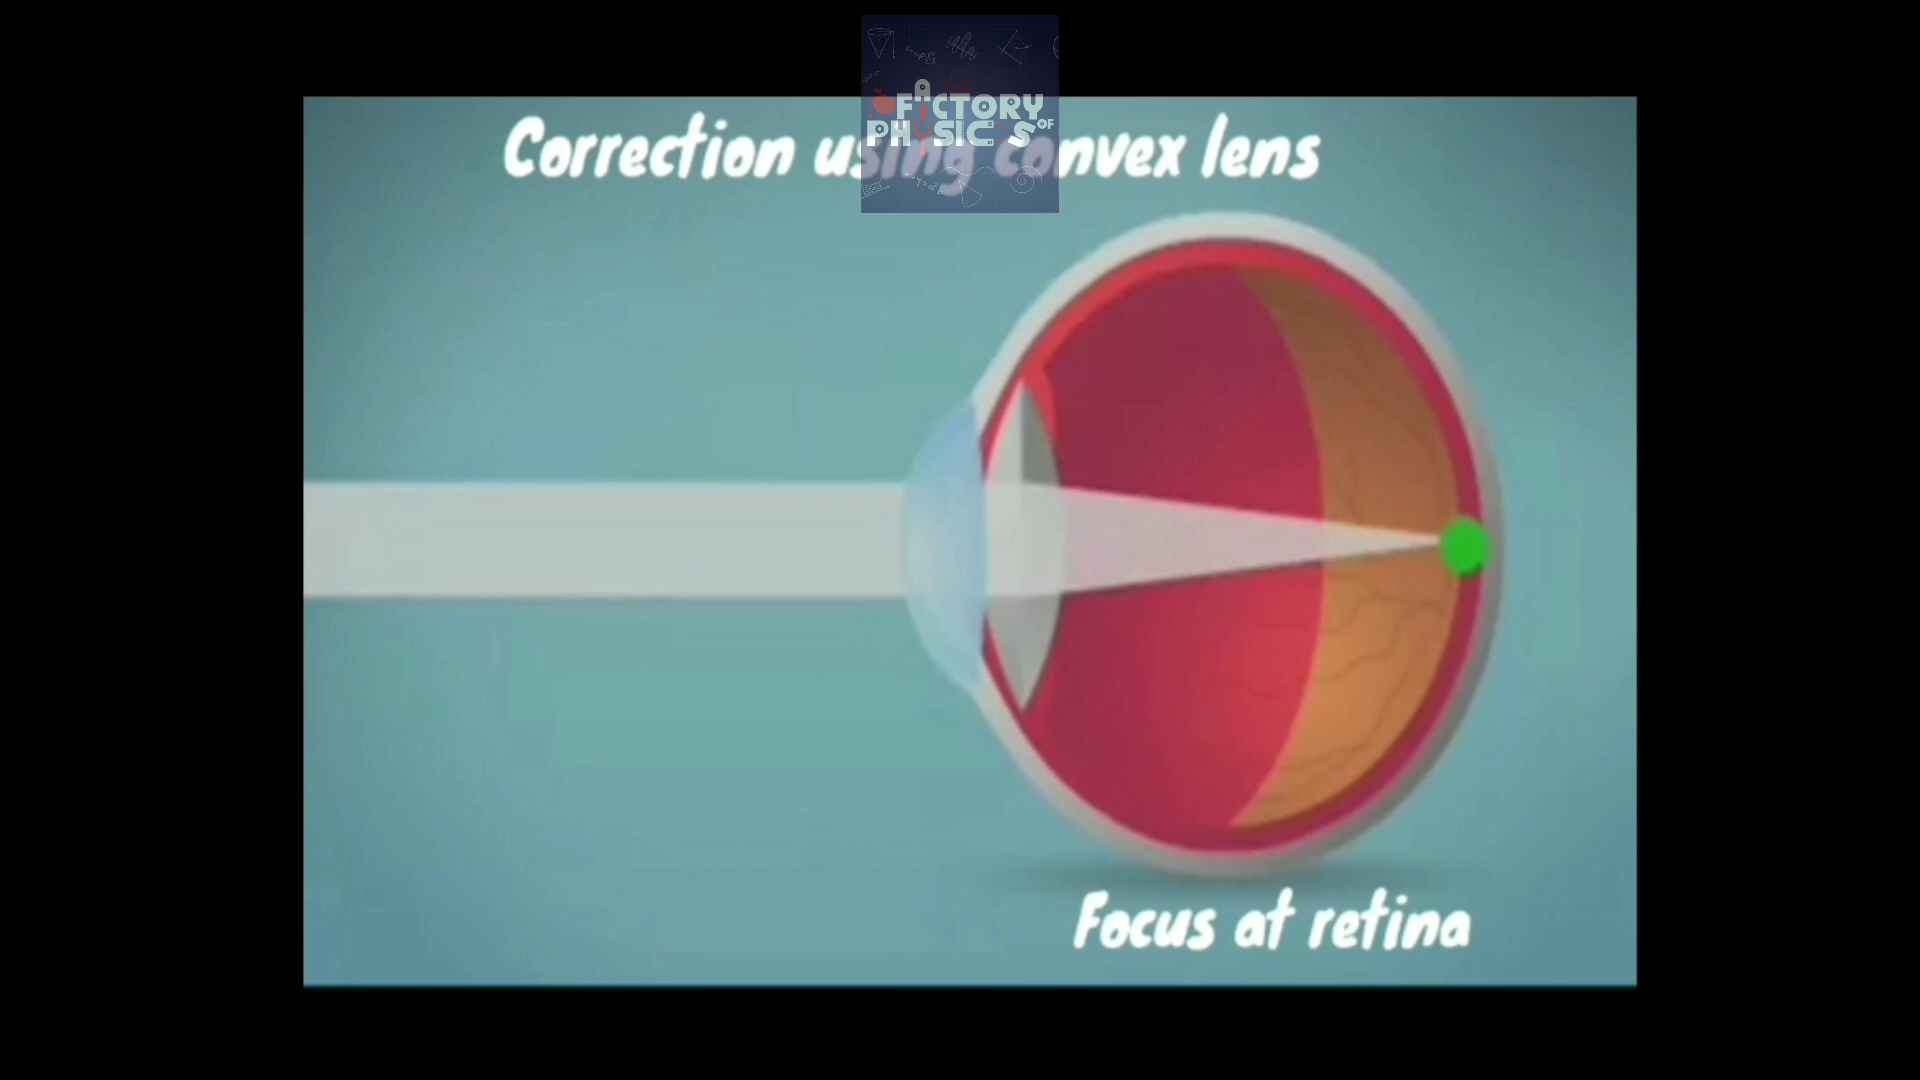 Correction using convex lens
FACTORY
OF
PHYSICS
Focus at retina